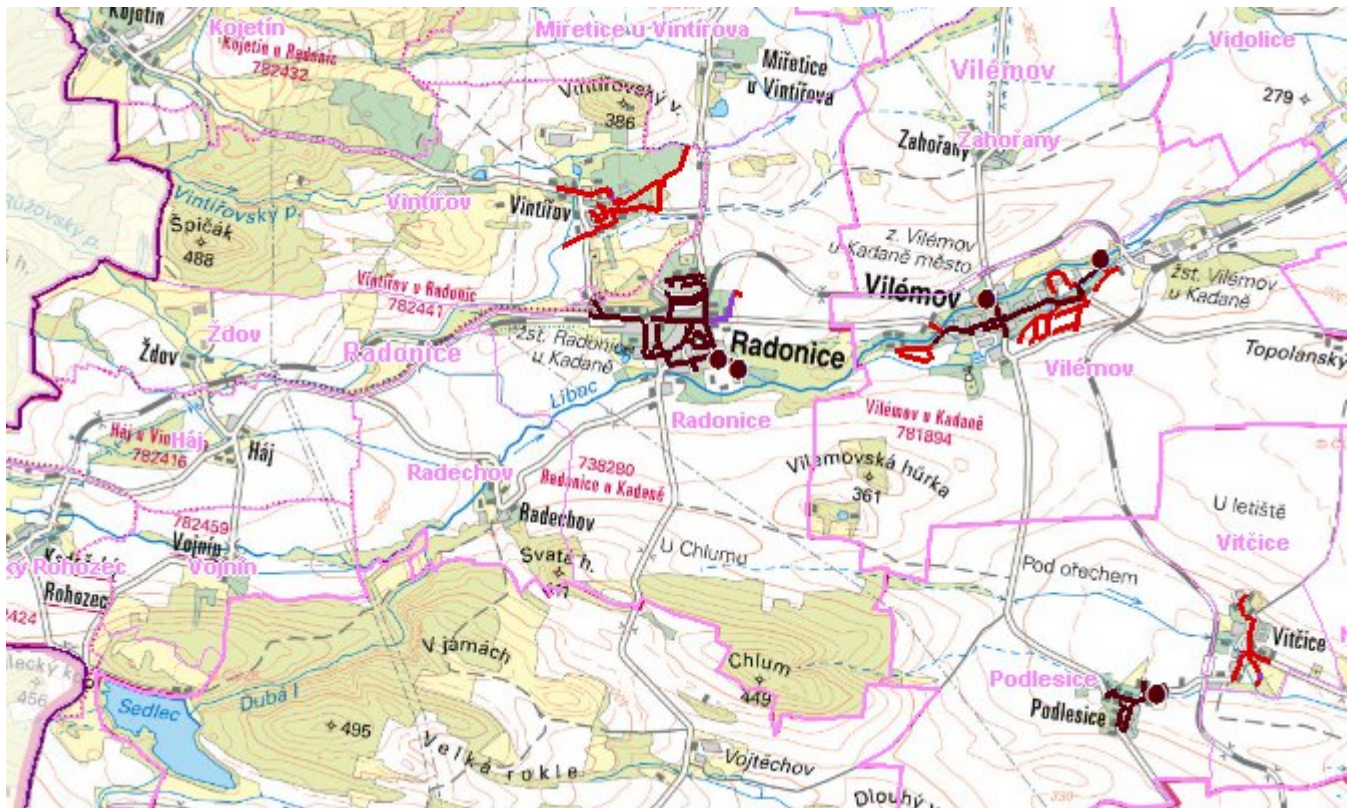 Kojetín
Kojetín
Kojetín u Radonic
782432
Miřetice u Vintířova
Miřetice
u Vintířova
Vilémov
Vidolice
279
Vintířovský v.
386
Zahořany
Zahořany
Vintířovský p.
Vintířov
Vintířov
Špičák
488
z. Vilémov
u Kadaně město
Vilémov
žst. Vilémov
u Kadaně
Vintířov u Radonic
782441
Ždov
Ždov
Radonice
žst. Radonice
u Kadaně
Radonice
Topolanský
Vilémov
Liboc
Radonice
Vilémov u Kadaně
781894
Háj
782416
Háj
Radechov
738280
Radonice u Kadaně
Vilémovská hůrka
361
Radechov
782459
Vojnín
Vojnín
Svatá h.
U Chlumu
U letiště
Vitčice
Pod ořechem
Rohozec
Rohozec
V jámách
Chlum
449
Vitčice
Podlesice
Podlesice
456
Sedlec
Dubá I
495
Velká rokle
Vojtěchov
330
Dlouhý